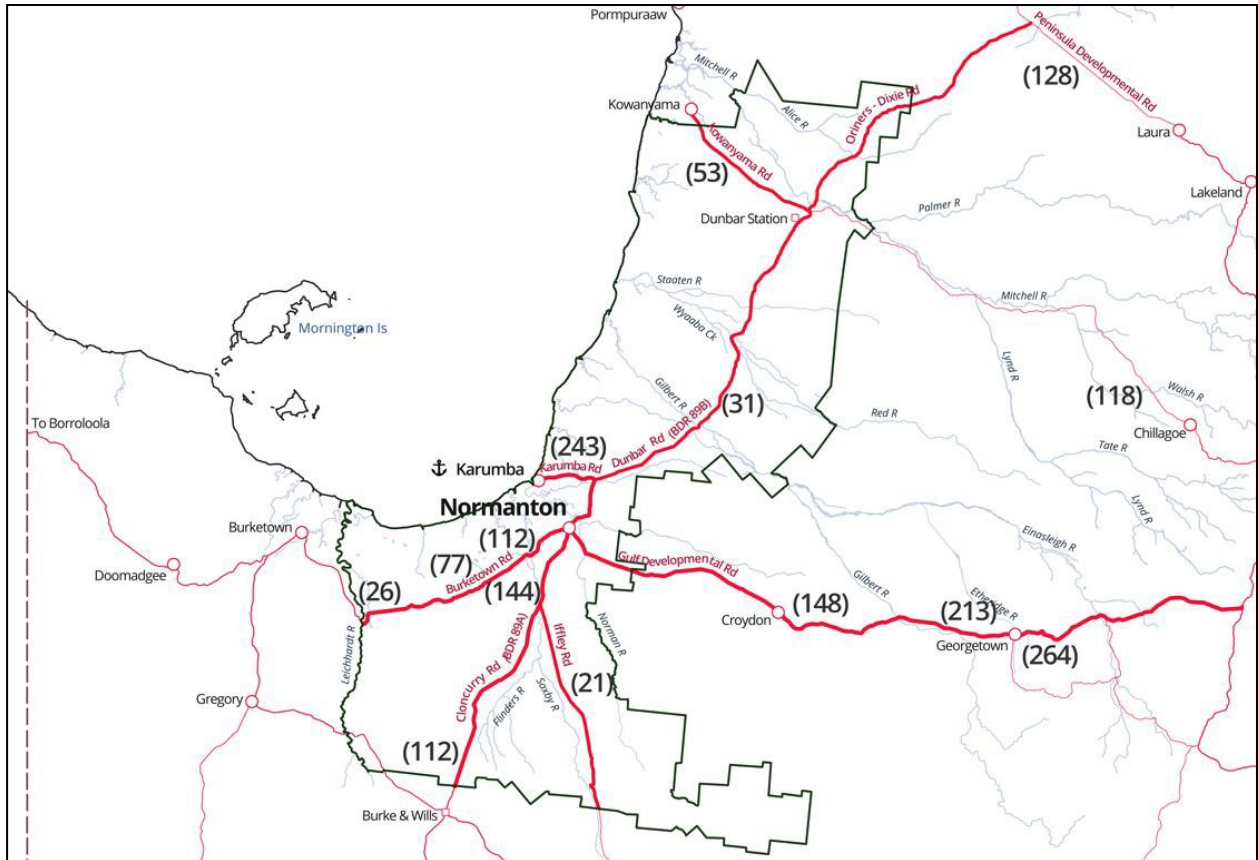 Pormpuraaw
Peninsula Developmental Rd
Mitchell R
(128)
Kowanyama
Alice R
Oriners - Dixie Rd
Laura
Kowanyama Rd
(53)
Lakeland
Dunbar Station
Palmer R
Staaten R
Mitchell R
Wyaaba Ck
Mornington Is
Lynd R
Gilbert R
(118)
Walsh R
(31)
Red R
To Borroloola
Chillagoe
Dunbar Rd (BDR 89B)
(243)
Tate R
Karumba
Karumba Rd
Normanton
Lynd R
Burketown
(112)
Einasleigh R
(77)
Burketown Rd
Gulf Developmental Rd
Doomadgee
(26)
(144)
Gilbert R
Etheridge R
Croydon
(148)
(213)
Norman R
Georgetown
(264)
Leichhardt R
Iffley Rd
Cloncurry Rd (BDR 89A)
(21)
Saxby R
Flinders R
Gregory
(112)
Burke & Wills